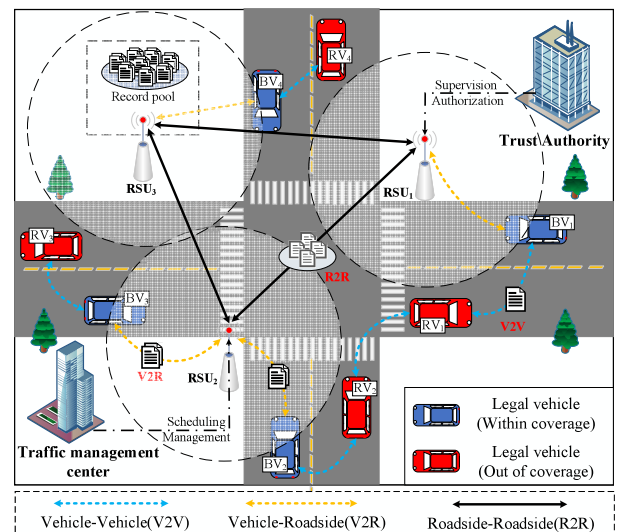 RV4
BV4
Record pool
Supervision
Authorization
Trust Authority
RSU3
RSU1
RV3
BV1
R2R
BV3
RV1
V2V
V2R
RSU2
RV2
Scheduling
Management
BV2
Traffic management
center
Legal vehicle
(Within coverage)
Legal vehicle
(Out of coverage)
Vehicle-Vehicle(V2V)
Vehicle-Roadside(V2R)
Roadside-Roadside(R2R)